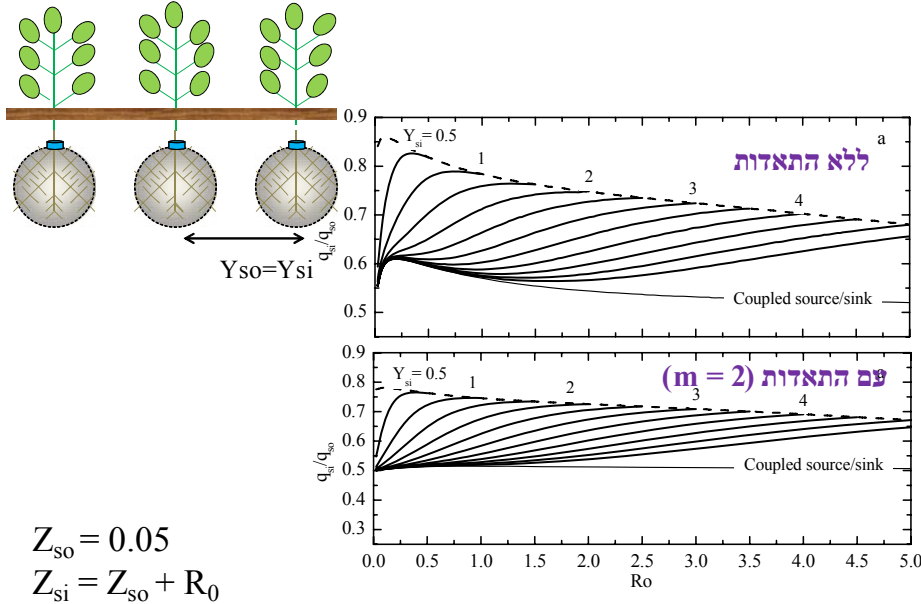 Yso=Ysi
Zso = 0.05
Zsi = Zso + R0
a
ללא התאדות
0.9
0.8
0.7
0.6
0.5
qsi/qso
Ysi = 0.5
1
2
3
4
Coupled source/sink
עם התאדות (m = 2)
0.9
0.8
0.7
0.6
0.5
0.4
0.3
qsi/qso
Ysi = 0.5
1
2
3
4
Coupled source/sink
0.0 0.5 1.0 1.5 2.0 2.5 3.0 3.5 4.0 4.5 5.0
Ro